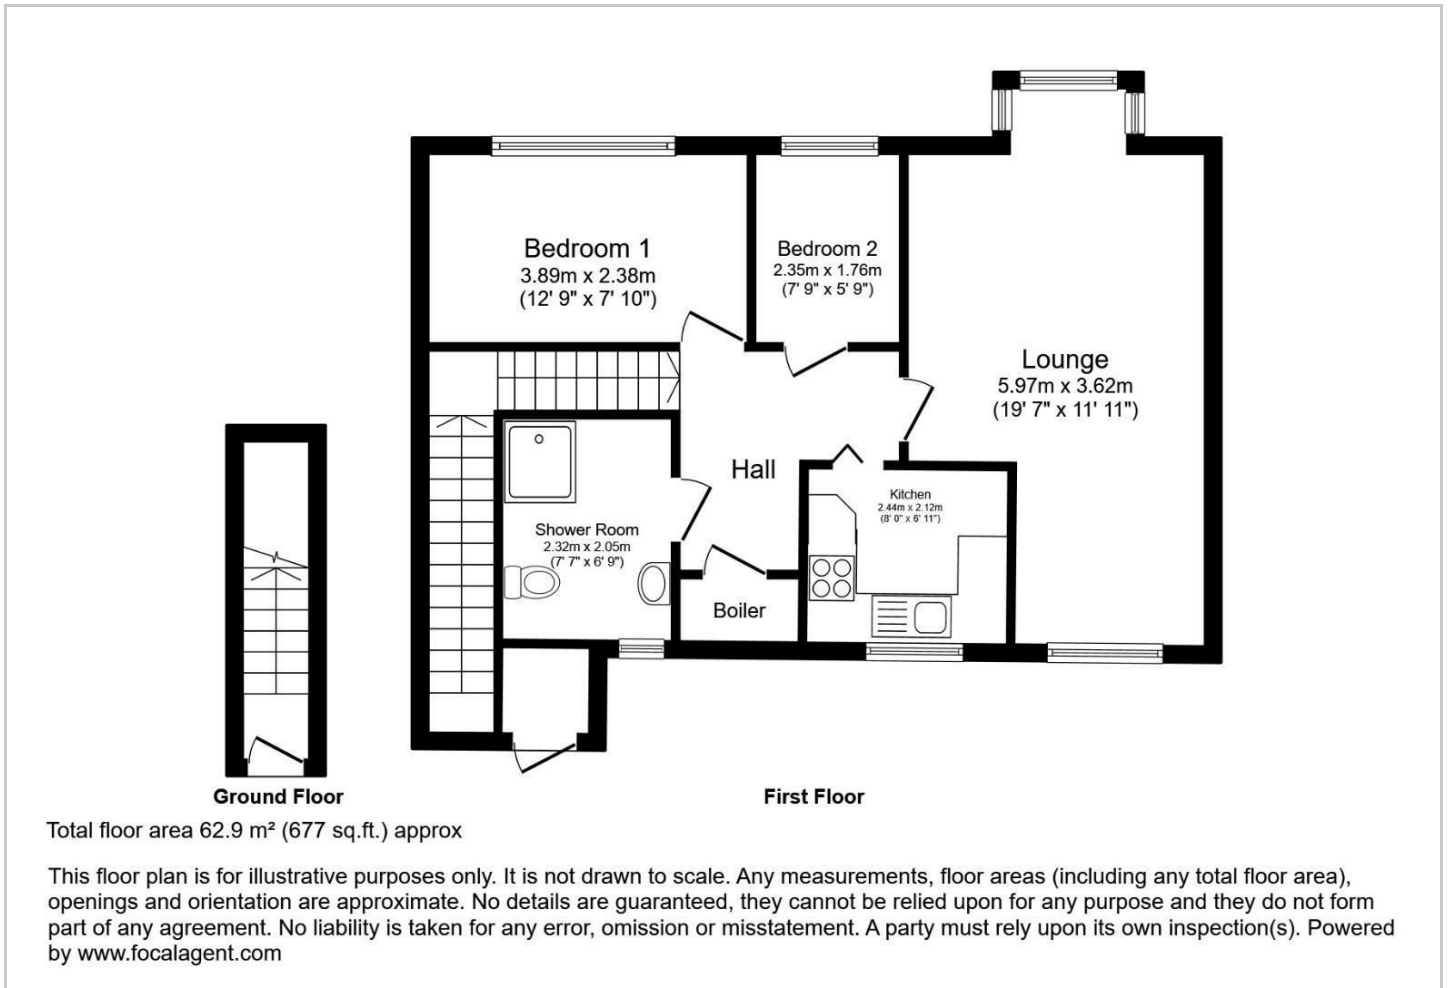 Bedroom 1
3.89m x 2.38m
(12' 9" x 7' 10")
Bedroom 2
2.35m x 1.76m
(7' 9" x 5' 9")
Lounge
5.97m x 3.62m
(19' 7" x 11' 11")
Hall
Kitchen
2.44m x 2.12m
(8' 0" x 6' 11")
Shower Room
2.32m x 2.05m
(7' 7" x 6' 9")
Boiler
Ground Floor
First Floor
Total floor area 62.9 m² (677 sq.ft.) approx
This floor plan is for illustrative purposes only. It is not drawn to scale. Any measurements, floor areas (including any total floor area),
openings and orientation are approximate. No details are guaranteed, they cannot be relied upon for any purpose and they do not form
part of any agreement. No liability is taken for any error, omission or misstatement. A party must rely upon its own inspection(s). Powered
by www.focalagent.com